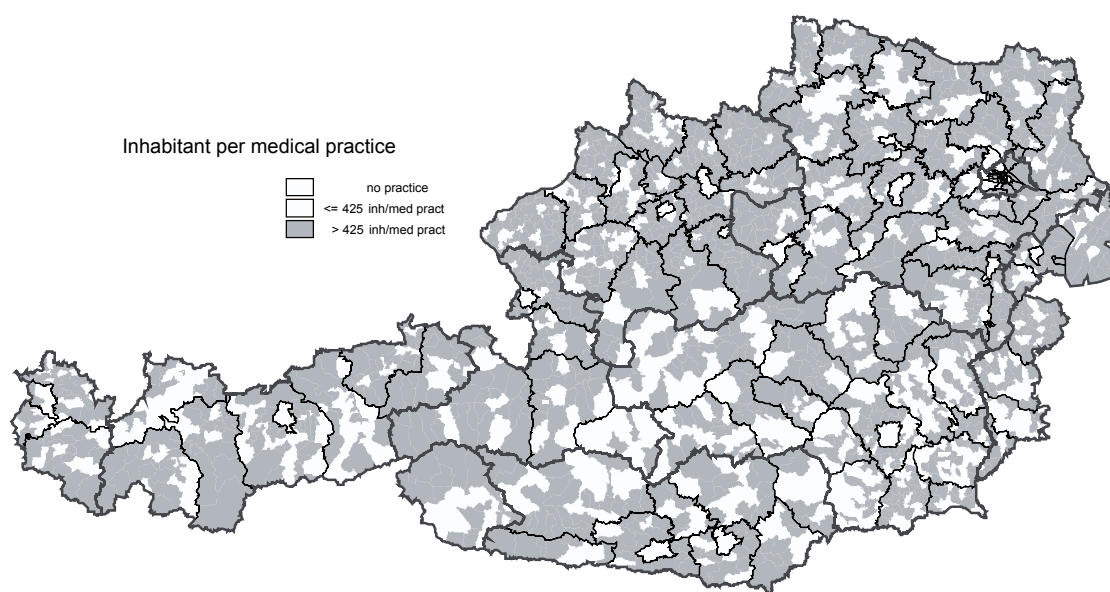 Inhabitant per medical practice
no practice
<= 425 inh/med pract
> 425 inh/med pract